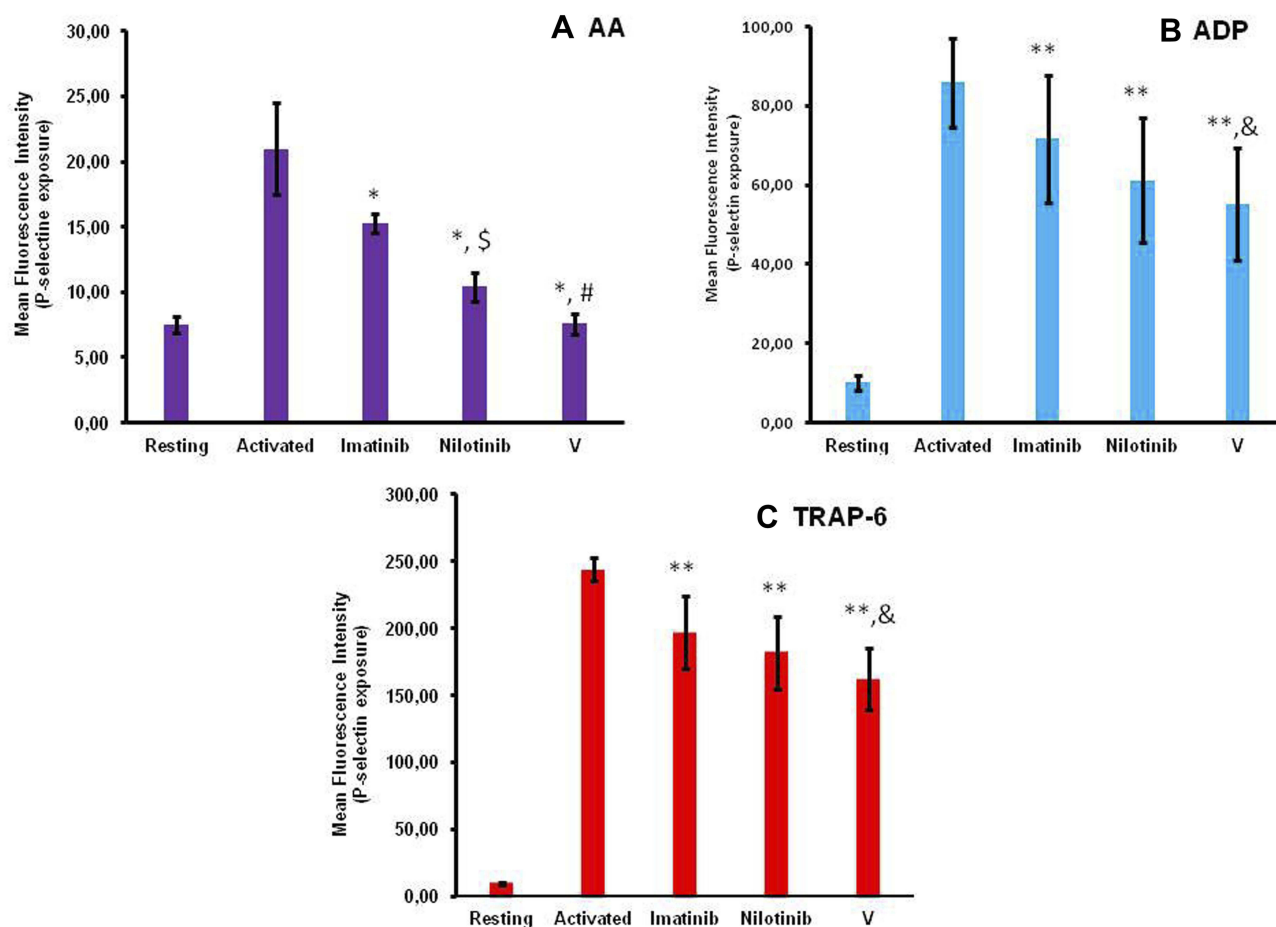 A AA
Mean Fluorescence Intensity
(P-selectine exposure)
30,00
25,00
20,00
15,00
10,00
5,00
0,00
*
*, $
*, #
Resting Activated Imatinib Nilotinib V
B ADP
Mean Fluorescence Intensity
(P-selectin exposure)
100,00
80,00
60,00
40,00
20,00
0,00
**
**
**,&
Resting Activated Imatinib Nilotinib V
C TRAP-6
Mean Fluorescence Intensity
(P-selectin exposure)
300,00
250,00
200,00
150,00
100,00
50,00
0,00
**
**
**,&
Resting Activated Imatinib Nilotinib V